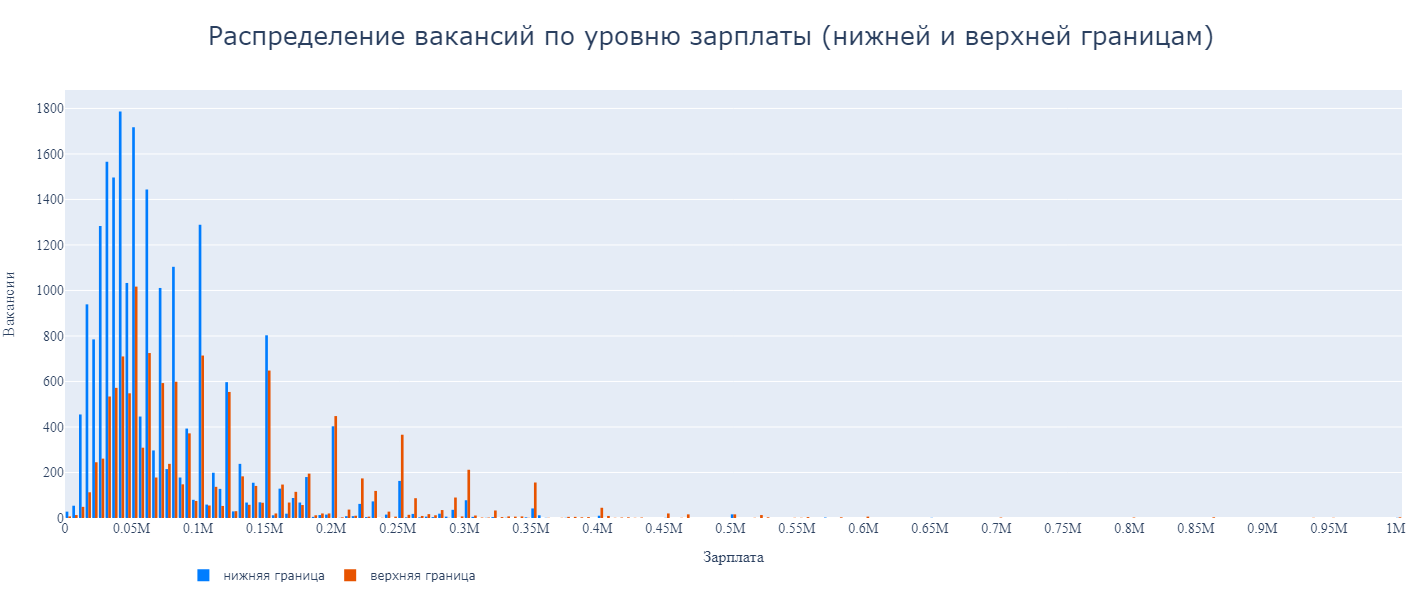 Распределение вакансий по уровню зарплаты (нижней и верхней границам)
Вакансии
1800
1600
1400
1200
1000
800
600
400
200
0
0 0.05M 0.1M 0.15M 0.2M 0.25M 0.3M 0.35M 0.4M 0.45M 0.5M 0.55M 0.6M 0.65M 0.7M 0.75M 0.8M 0.85M 0.9M 0.95M 1M
Зарплата
нижняя граница верхняя граница